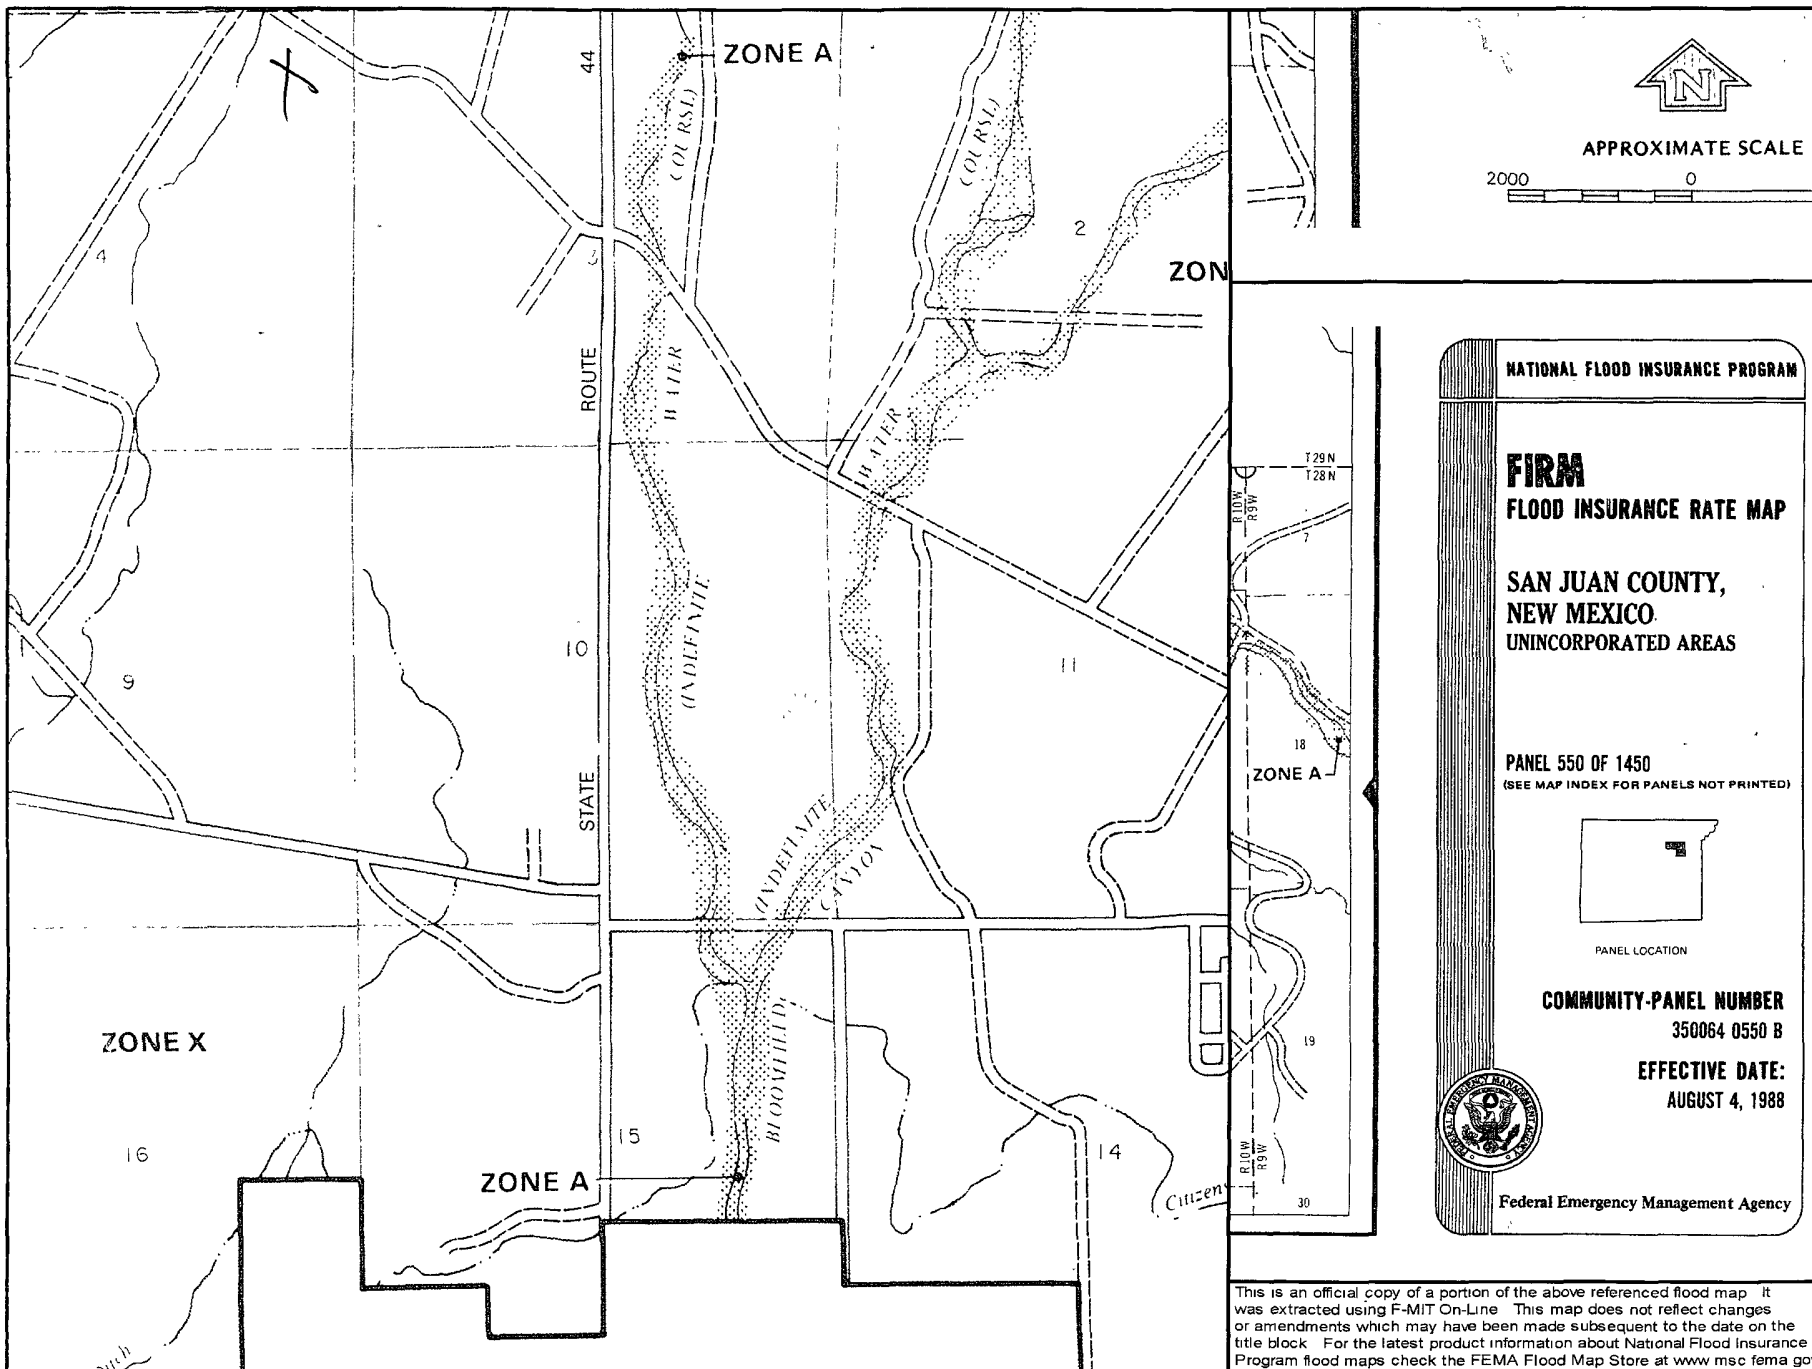 X
44
ZONE A
COURSE)
COURSE)
4
3
2
ZON
ROUTE
WATER
WATER
(INDEFINITE
10
9
11
STATE
(INDEFINITE
CANYON
ZONE X
BLOOMFIELD
16
15
14
ZONE A
Citizens
N
APPROXIMATE SCALE
2000 0
T29N
T28N
R10W
R9W
7
18
ZONE A
19
R10W
R9W
30
NATIONAL FLOOD INSURANCE PROGRAM
FIRM
FLOOD INSURANCE RATE MAP
SAN JUAN COUNTY,
NEW MEXICO
UNINCORPORATED AREAS
PANEL 550 OF 1450
(SEE MAP INDEX FOR PANELS NOT PRINTED)
PANEL LOCATION
COMMUNITY-PANEL NUMBER
350064 0550 B
EFFECTIVE DATE:
AUGUST 4, 1988
FEDERAL EMERGENCY MANAGEMENT AGENCY
Federal Emergency Management Agency
This is an official copy of a portion of the above referenced flood map It
was extracted using F-MIT On-Line This map does not reflect changes
or amendments which may have been made subsequent to the date on the
title block For the latest product information about National Flood Insurance
Program flood maps check the FEMA Flood Map Store at www msc fema go